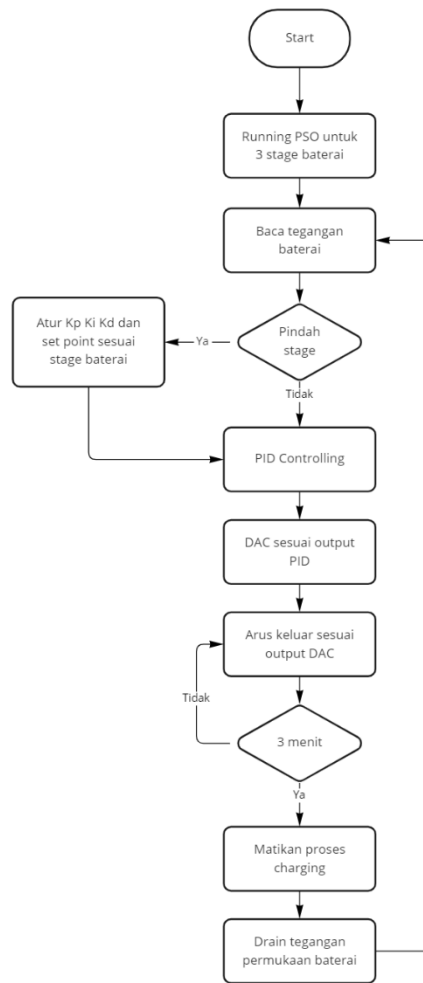 Start
Running PSO untuk
3 stage baterai
Baca tegangan
baterai
Pindah
stage
Ya
Atur Kp Ki Kd dan
set point sesuai
stage baterai
Tidak
PID Controlling
DAC sesuai output
PID
Arus keluar sesuai
output DAC
Tidak
3 menit
Ya
Matikan proses
charging
Drain tegangan
permukaan baterai